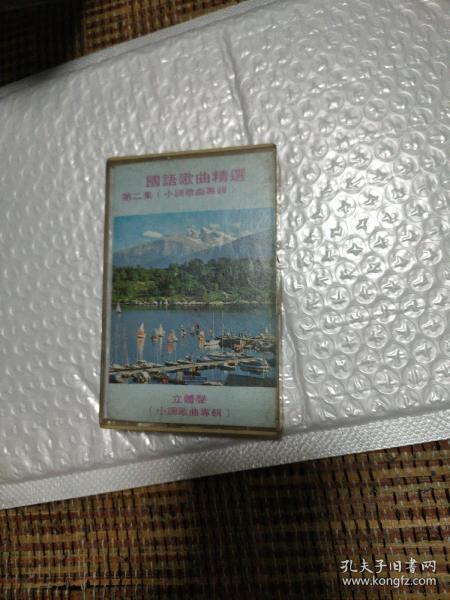 國語歌曲精選
第二集（小調歌曲專輯）
立體聲
（小調歌曲專輯）
孔夫子旧书网
www.kongfz.com